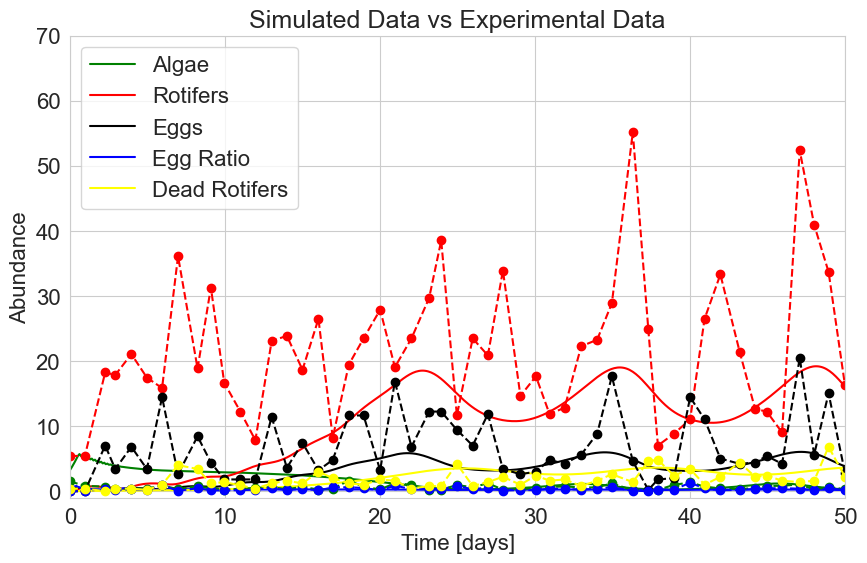 Simulated Data vs Experimental Data
70
60
50
40
30
20
10
0
Abundance
Algae
Rotifers
Eggs
Egg Ratio
Dead Rotifers
0 10 20 30 40 50
Time [days]